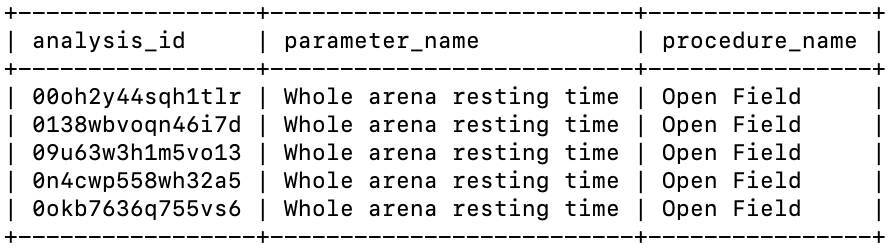 +-----------------+--------------------------+----------------+
| analysis_id     | parameter_name           | procedure_name |
+-----------------+--------------------------+----------------+
| 00oh2y44sqh1tlr | Whole arena resting time | Open Field     |
| 0138wbvoqn46i7d | Whole arena resting time | Open Field     |
| 09u63w3h1m5vo13 | Whole arena resting time | Open Field     |
| 0n4cwp558wh32a5 | Whole arena resting time | Open Field     |
| 0okb7636q755vs6 | Whole arena resting time | Open Field     |
+-----------------+--------------------------+----------------+